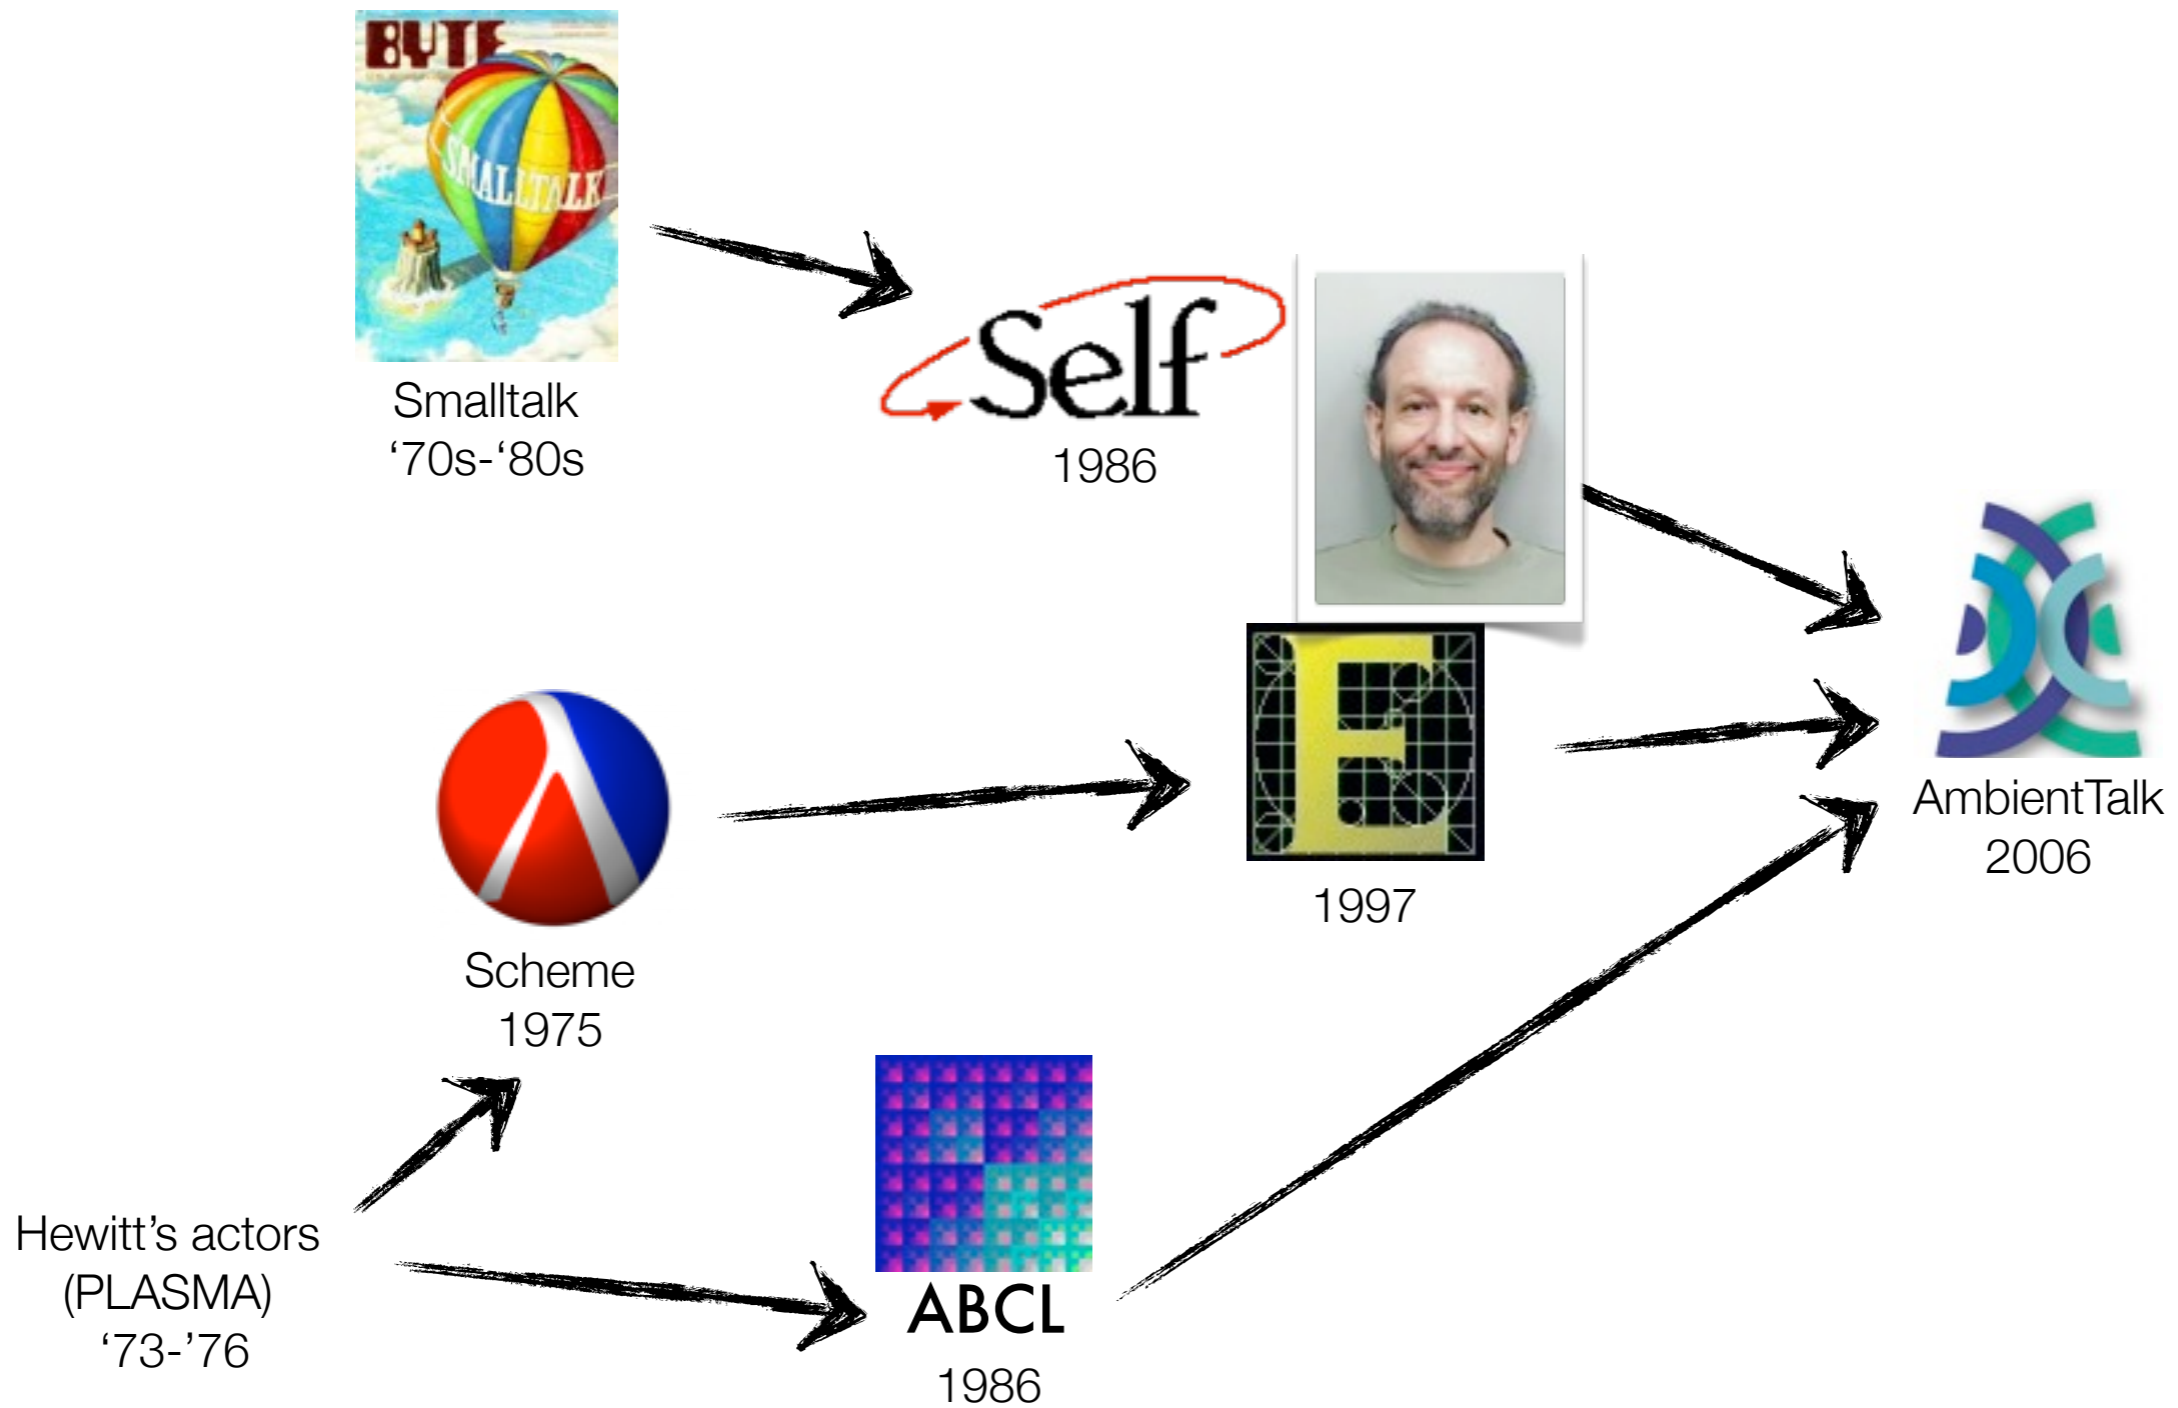 BYTE
SMALLTALK
Smalltalk
‘70s-‘80s
Self
1986
E
1997
AmbientTalk
2006
Scheme
1975
Hewitt’s actors
(PLASMA)
‘73-’76
ABCL
1986